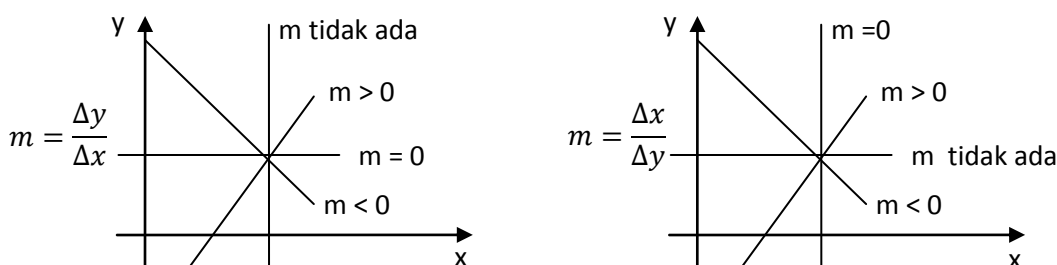 y
m tidak ada
m > 0
m = Δy/Δx
m = 0
m < 0
x
y
m =0
m > 0
m = Δx/Δy
m tidak ada
m < 0
x